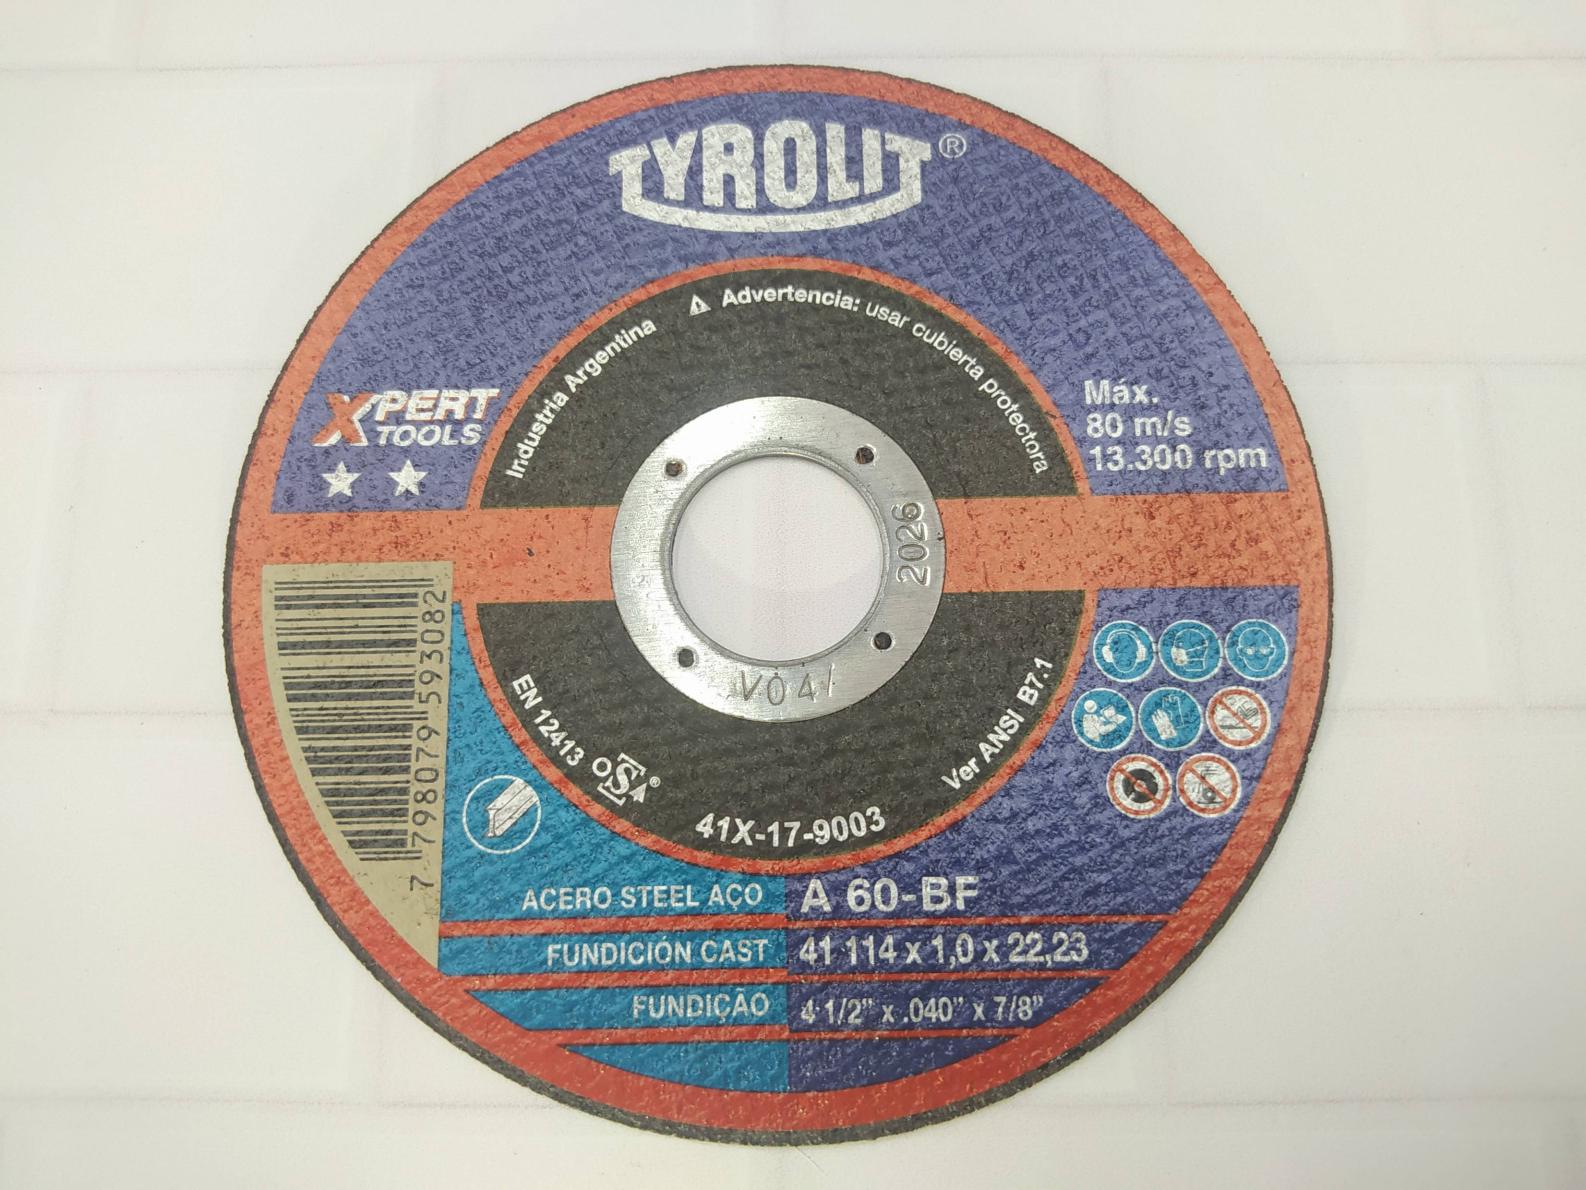 TYROLIT®
Industria Argentina
Advertencia: usar cubierta protectora
XPERT
TOOLS
Máx.
80 m/s
13.300 rpm
2026
V04/
7 798079 593082
EN 12413
oSA®
41X-17-9003
Ver ANSI B7.1
ACERO STEEL AÇO
A 60-BF
FUNDICIÓN CAST
41 114 x 1,0 x 22,23
FUNDIÇÃO
4 1/2” x .040” x 7/8”